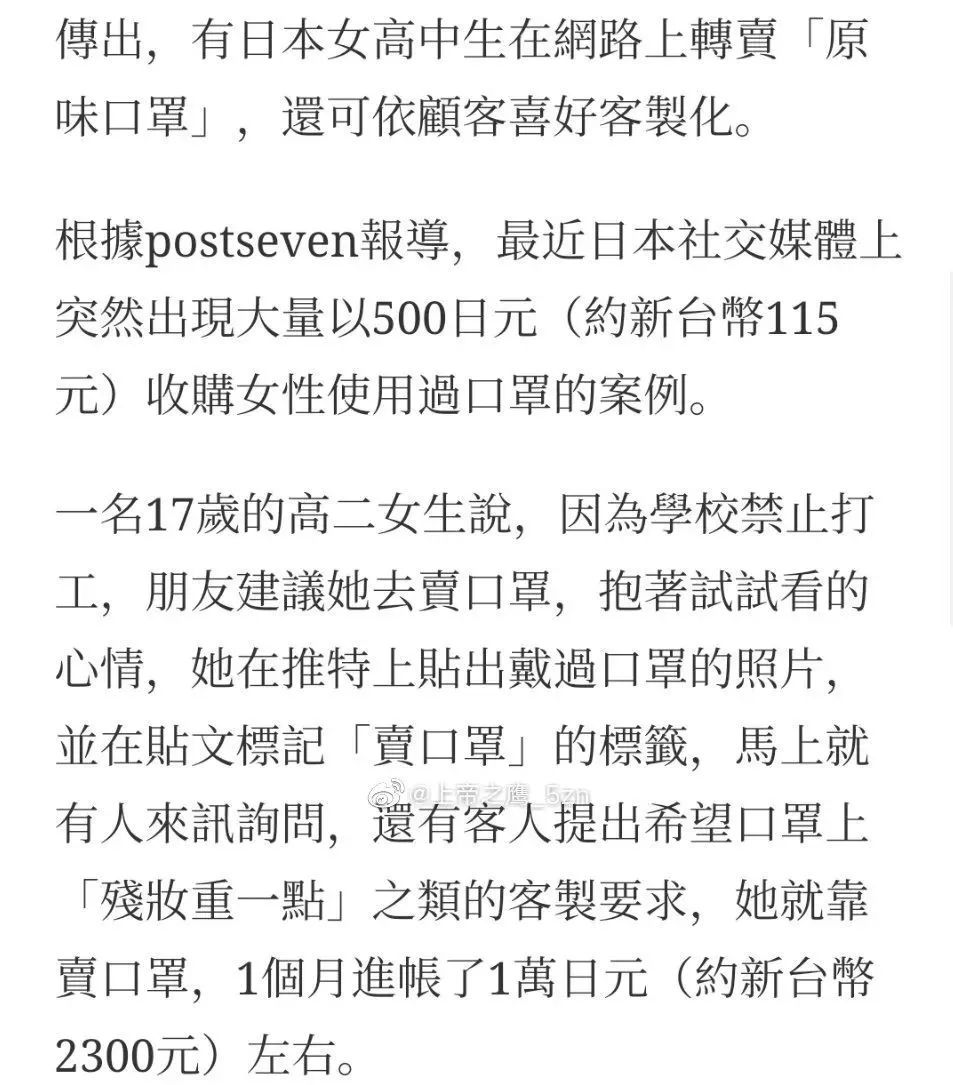 傳出，有日本女高中生在網路上轉賣「原
味口罩」，還可依顧客喜好客製化。
根據postseven報導，最近日本社交媒體上
突然出現大量以500日元（約新台幣115
元）收購女性使用過口罩的案例。
一名17歲的高二女生說，因為學校禁止打
工，朋友建議她去賣口罩，抱著試試看的
心情，她在推特上貼出戴過口罩的照片，
並在貼文標記「賣口罩」的標籤，馬上就
@上帝之鷹_5zn
有人來訊詢問，還有客人提出希望口罩上
「殘妝重一點」之類的客製要求，她就靠
賣口罩，1個月進帳了1萬日元（約新台幣
2300元）左右。